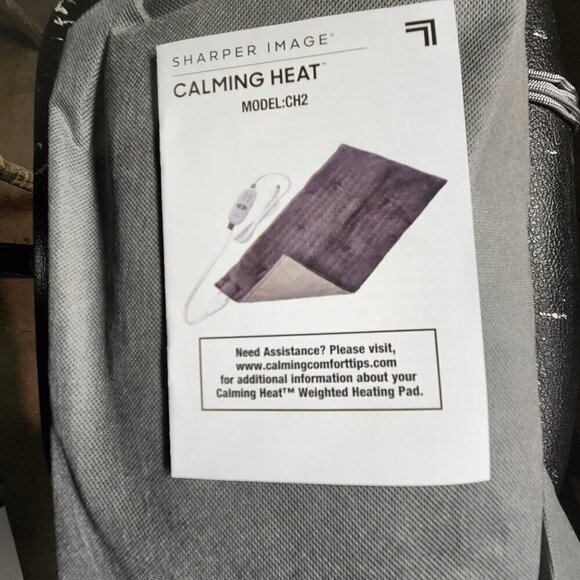 SHARPER IMAGE®
CALMING HEAT™
MODEL:CH2
Need Assistance? Please visit,
www.calmingcomforttips.com
for additional information about your
Calming Heat™ Weighted Heating Pad.